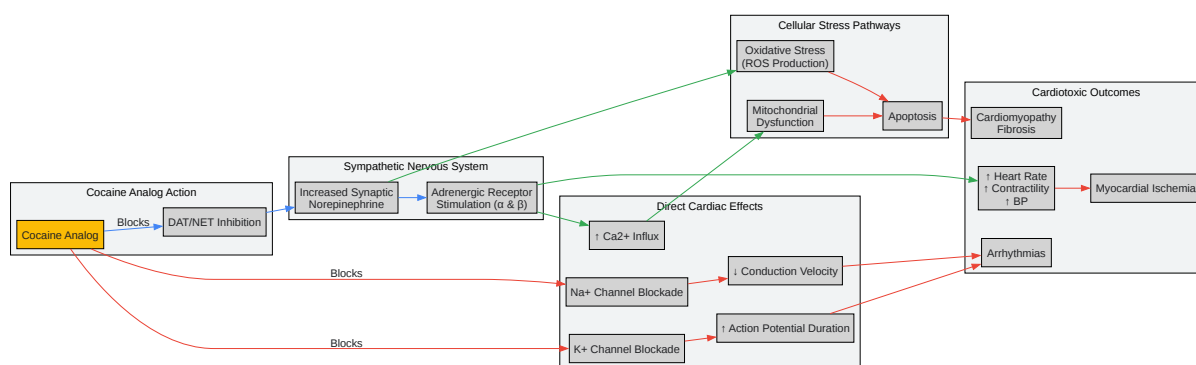 Cocaine Analog Action
Cocaine Analog
Blocks
DAT/NET Inhibition
Sympathetic Nervous System
Increased Synaptic
Norepinephrine
Adrenergic Receptor
Stimulation (α & β)
Cellular Stress Pathways
Oxidative Stress
(ROS Production)
Mitochondrial
Dysfunction
Apoptosis
Direct Cardiac Effects
↑ Ca2+ Influx
Blocks
Na+ Channel Blockade
↓ Conduction Velocity
Blocks
K+ Channel Blockade
↑ Action Potential Duration
Cardiotoxic Outcomes
Cardiomyopathy
Fibrosis
↑ Heart Rate
↑ Contractility
↑ BP
Myocardial Ischemia
Arrhythmias